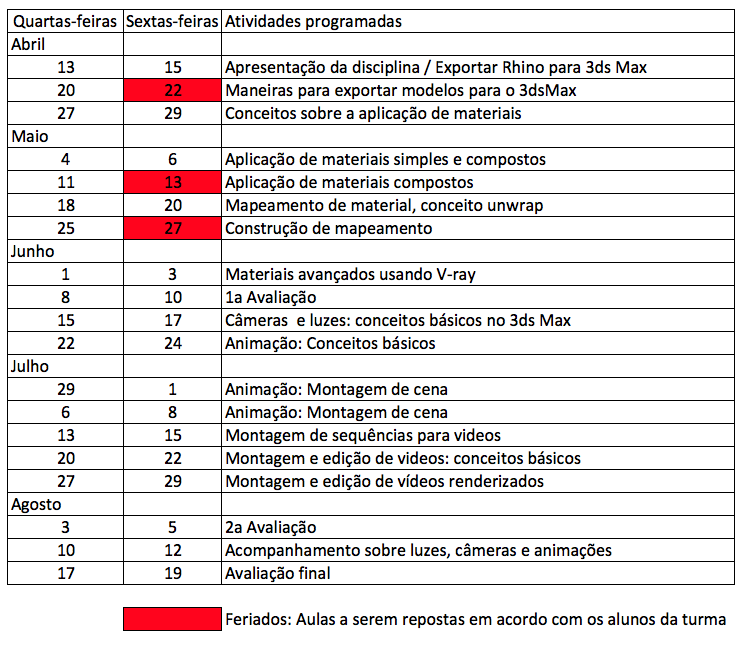 Quartas-feiras Sextas-feiras Atividades programadas
Abril
13 15 Apresentação da disciplina / Exportar Rhino para 3ds Max
20 22 Maneiras para exportar modelos para o 3dsMax
27 29 Conceitos sobre a aplicação de materiais
Maio
4 6 Aplicação de materiais simples e compostos
11 13 Aplicação de materiais compostos
18 20 Mapeamento de material, conceito unwrap
25 27 Construção de mapeamento
Junho
1 3 Materiais avançados usando V-ray
8 10 1a Avaliação
15 17 Câmeras e luzes: conceitos básicos no 3ds Max
22 24 Animação: Conceitos básicos
Julho
29 1 Animação: Montagem de cena
6 8 Animação: Montagem de cena
13 15 Montagem de sequências para videos
20 22 Montagem e edição de videos: conceitos básicos
27 29 Montagem e edição de vídeos renderizados
Agosto
3 5 2a Avaliação
10 12 Acompanhamento sobre luzes, câmeras e animações
17 19 Avaliação final
Feriados: Aulas a serem repostas em acordo com os alunos da turma